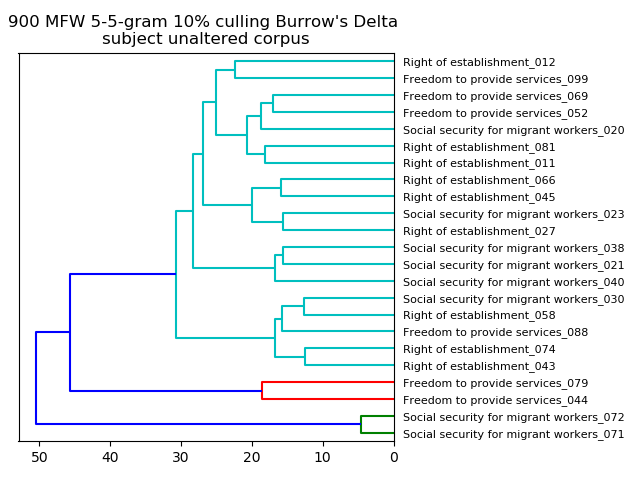 900 MFW 5-5-gram 10% culling Burrow's Delta
subject unaltered corpus
Right of establishment_012
Freedom to provide services_099
Freedom to provide services_069
Freedom to provide services_052
Social security for migrant workers_020
Right of establishment_081
Right of establishment_011
Right of establishment_066
Right of establishment_045
Social security for migrant workers_023
Right of establishment_027
Social security for migrant workers_038
Social security for migrant workers_021
Social security for migrant workers_040
Social security for migrant workers_030
Right of establishment_058
Freedom to provide services_088
Right of establishment_074
Right of establishment_043
Freedom to provide services_079
Freedom to provide services_044
Social security for migrant workers_072
Social security for migrant workers_071
50 40 30 20 10 0